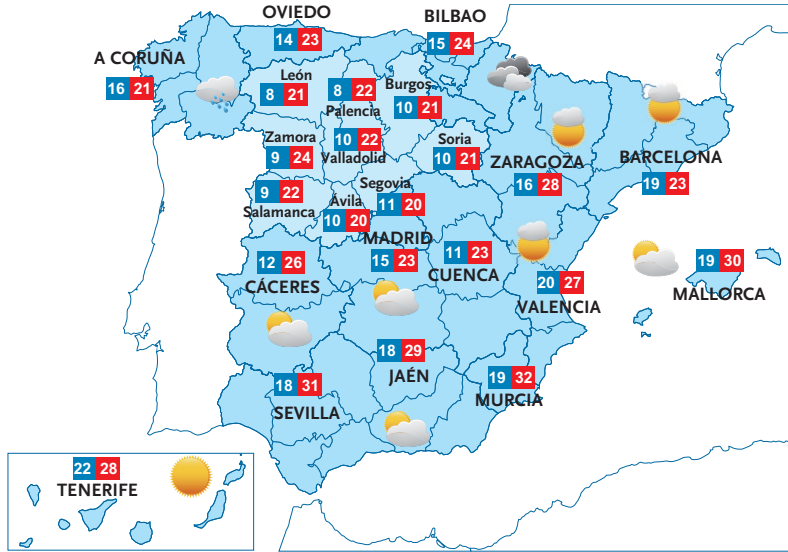 OVIEDO
14 23
BILBAO
15 24
A CORUÑA
16 21
León
8 21
8 22
Palencia
Burgos
10 21
Zamora
9 24
10 22
Valladolid
Soria
10 21
ZARAGOZA
16 28
BARCELONA
19 23
9 22
Salamanca
Ávila
10 20
Segovia
11 20
MADRID
15 23
11 23
CUENCA
12 26
CÁCERES
20 27
VALENCIA
19 30
MALLORCA
18 29
JAÉN
18 31
SEVILLA
19 32
MURCIA
22 28
TENERIFE